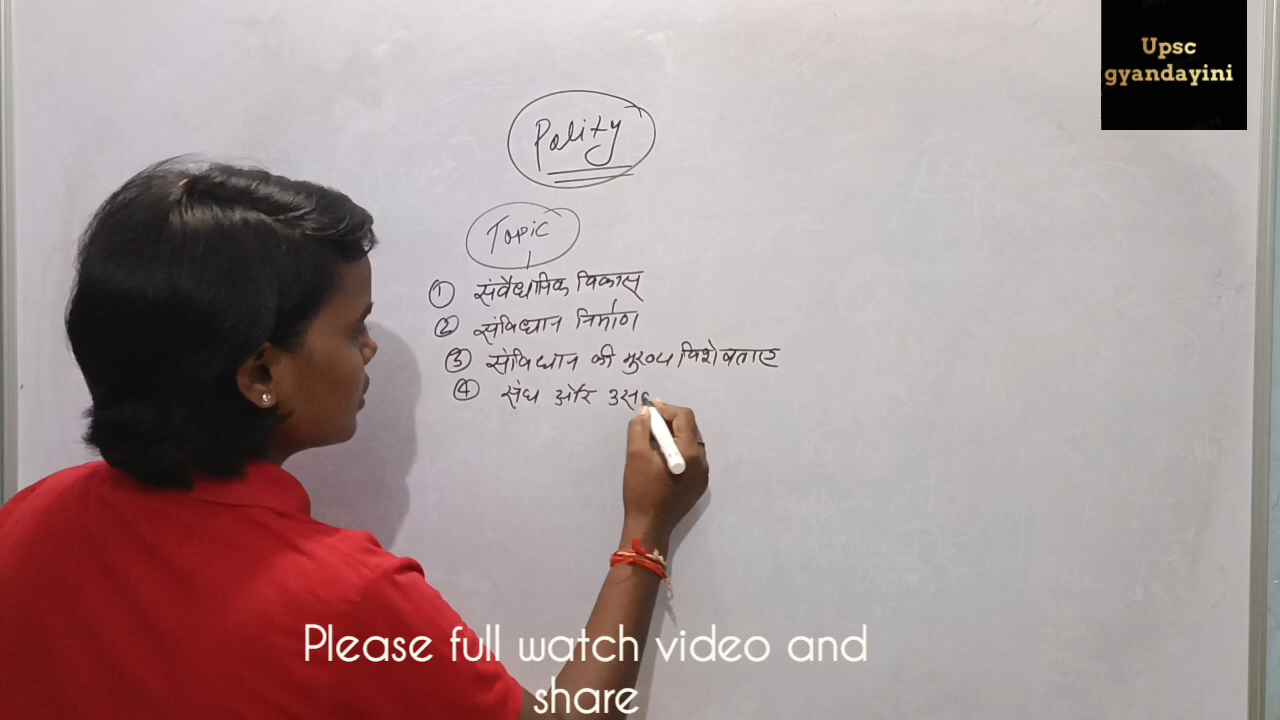 Upsc
gyandayini
Polity
Topic
① संवैधानिक विकास
② संविधान निर्माण
③ संविधान की मुख्य विशेषताए
④ संघ और
Please full watch video and
share